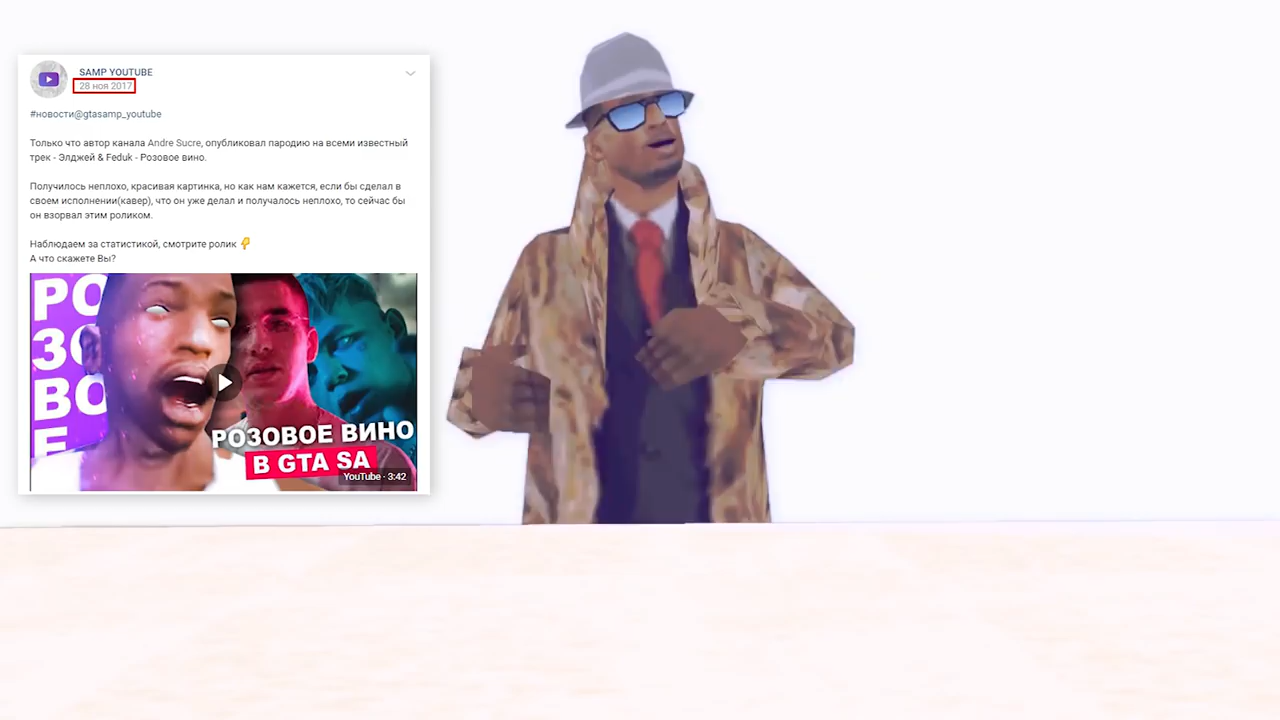 SAMP YOUTUBE
28 ноя 2017
#новости@gtasamp_youtube
Только что автор канала Andre Sucre, опубликовал пародию на всеми известный
трек - Элджей & Feduk - Розовое вино.
Получилось неплохо, красивая картинка, но как нам кажется, если бы сделал в
своем исполнении(кавер), что он уже делал и получалось неплохо, то сейчас бы
он взорвал этим роликом.
Наблюдаем за статистикой, смотрите ролик 👇
А что скажете Вы?
РО
ЗО
ВО
Е
РОЗОВОЕ ВИНО
В GTA SA
YouTube · 3:42